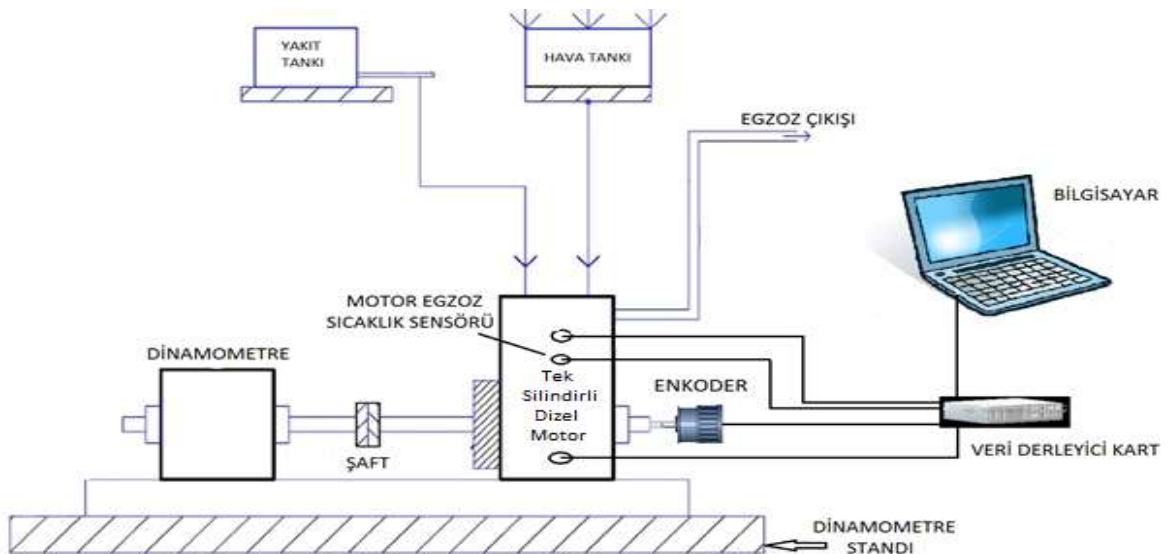 YAKIT
TANKI
HAVA TANKI
EGZOZ ÇIKIŞI
BİLGİSAYAR
MOTOR EGZOZ
SICAKLIK SENSÖRÜ
DİNAMOMETRE
Tek
Silindirli
Dizel
Motor
ENKODER
ŞAFT
VERİ DERLEYİCİ KART
DİNAMOMETRE
STANDI